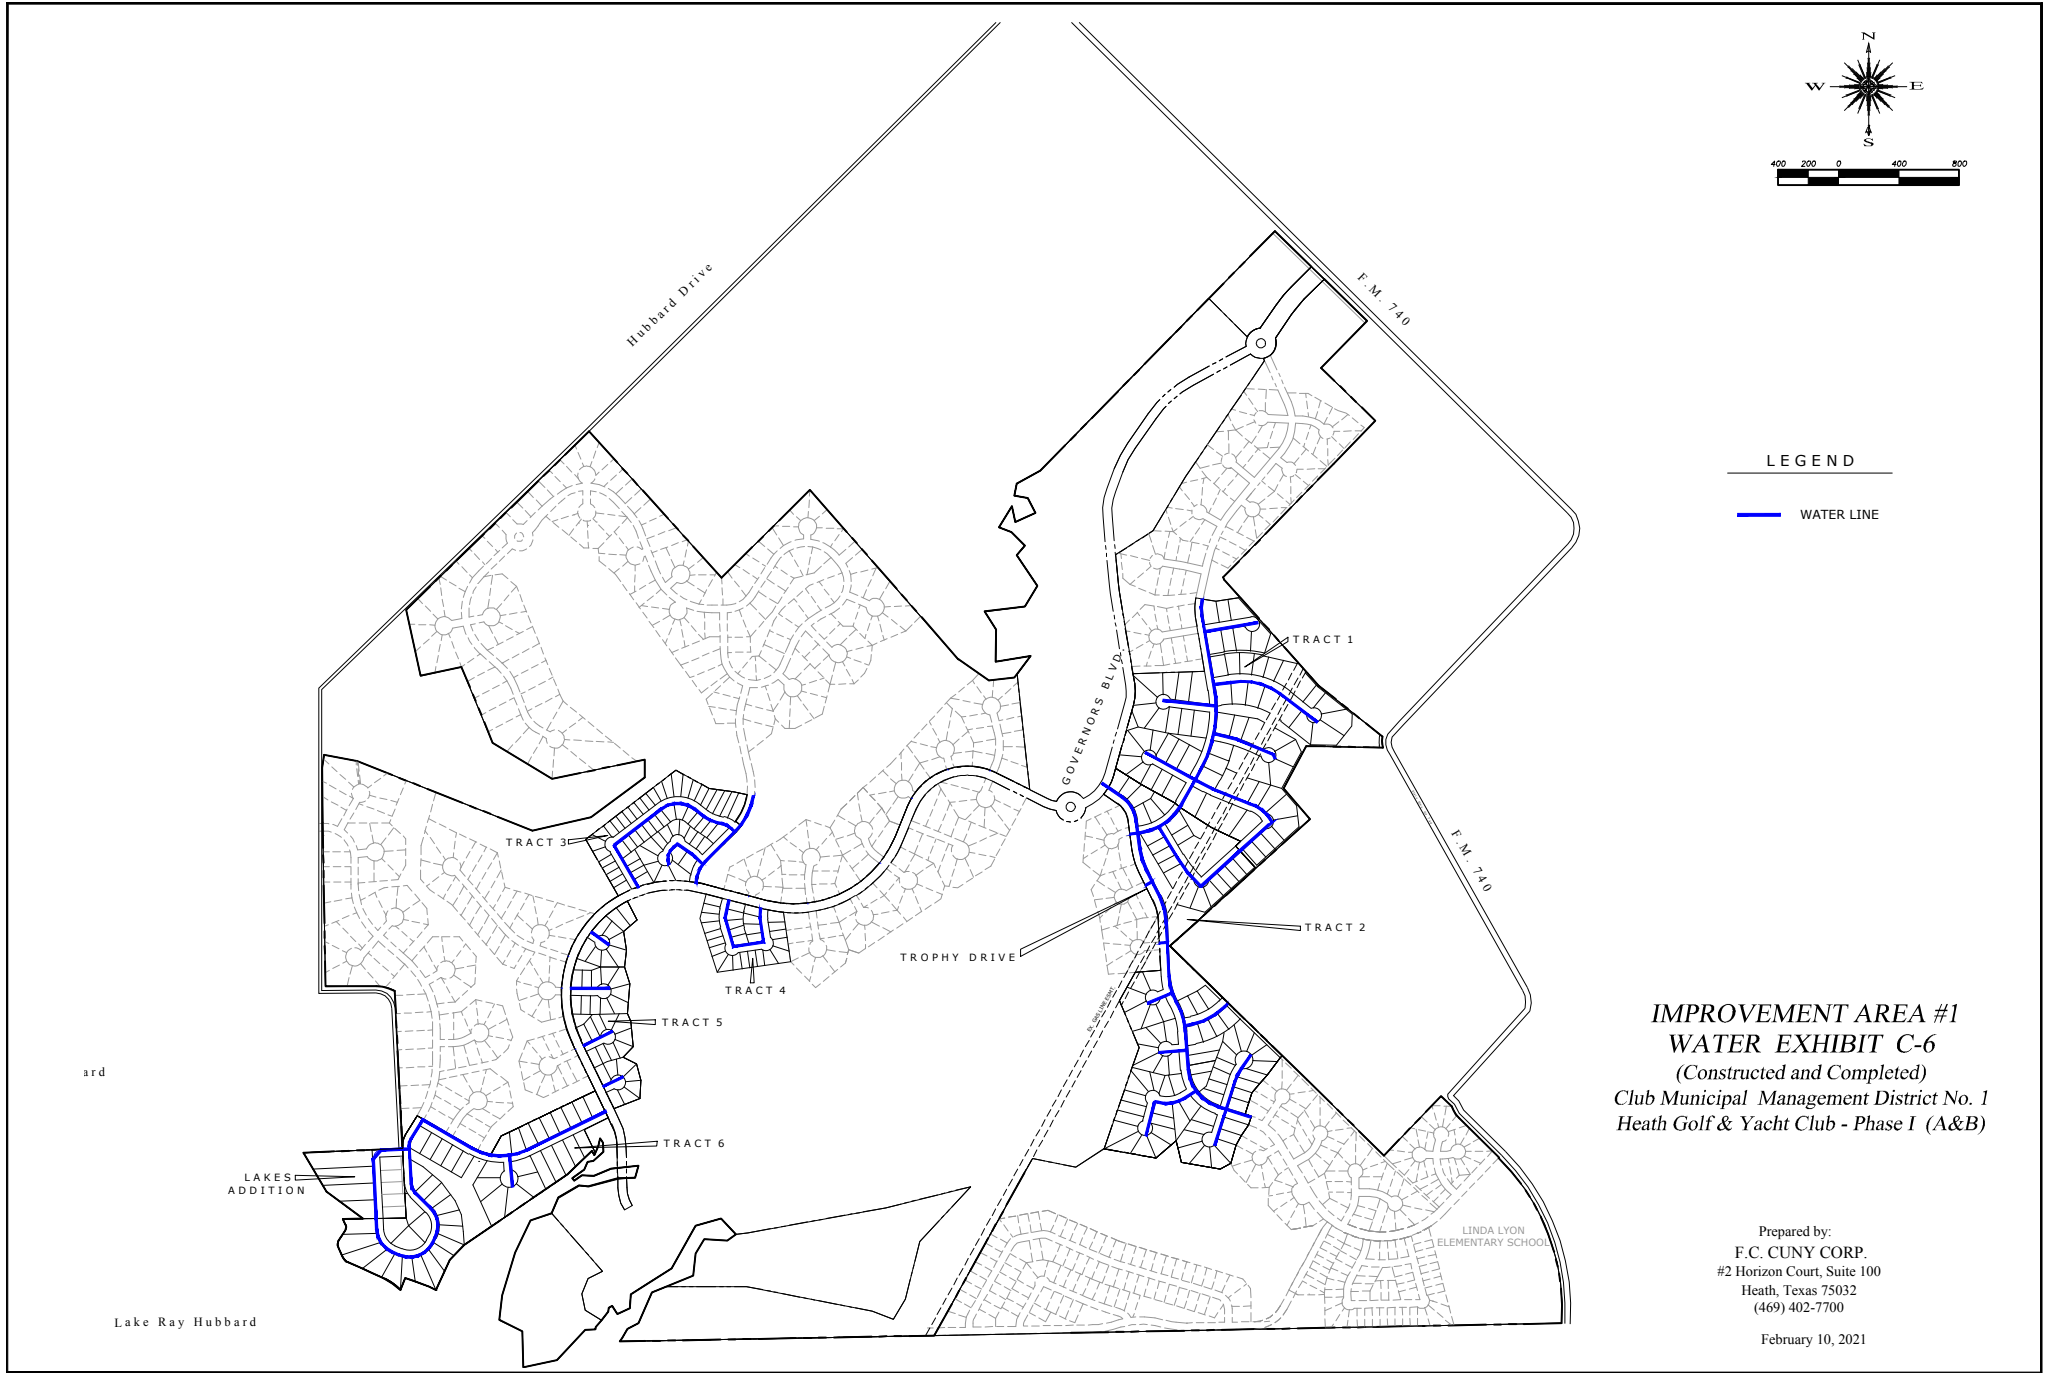 N
W E
S
400 200 0 400 800
Hubbard Drive
F.M. 740
LEGEND
WATER LINE
TRACT 1
GOVERNORS BLVD.
TRACT 3
F.M. 740
TRACT 2
TROPHY DRIVE
TRACT 4
TRACT 5
ard
TRACT 6
LAKES
ADDITION
LINDA LYON
ELEMENTARY SCHOOL
Lake Ray Hubbard
IMPROVEMENT AREA #1
WATER EXHIBIT C-6
(Constructed and Completed)
Club Municipal Management District No. 1
Heath Golf & Yacht Club - Phase I (A&B)
Prepared by:
F.C. CUNY CORP.
#2 Horizon Court, Suite 100
Heath, Texas 75032
(469) 402-7700
February 10, 2021